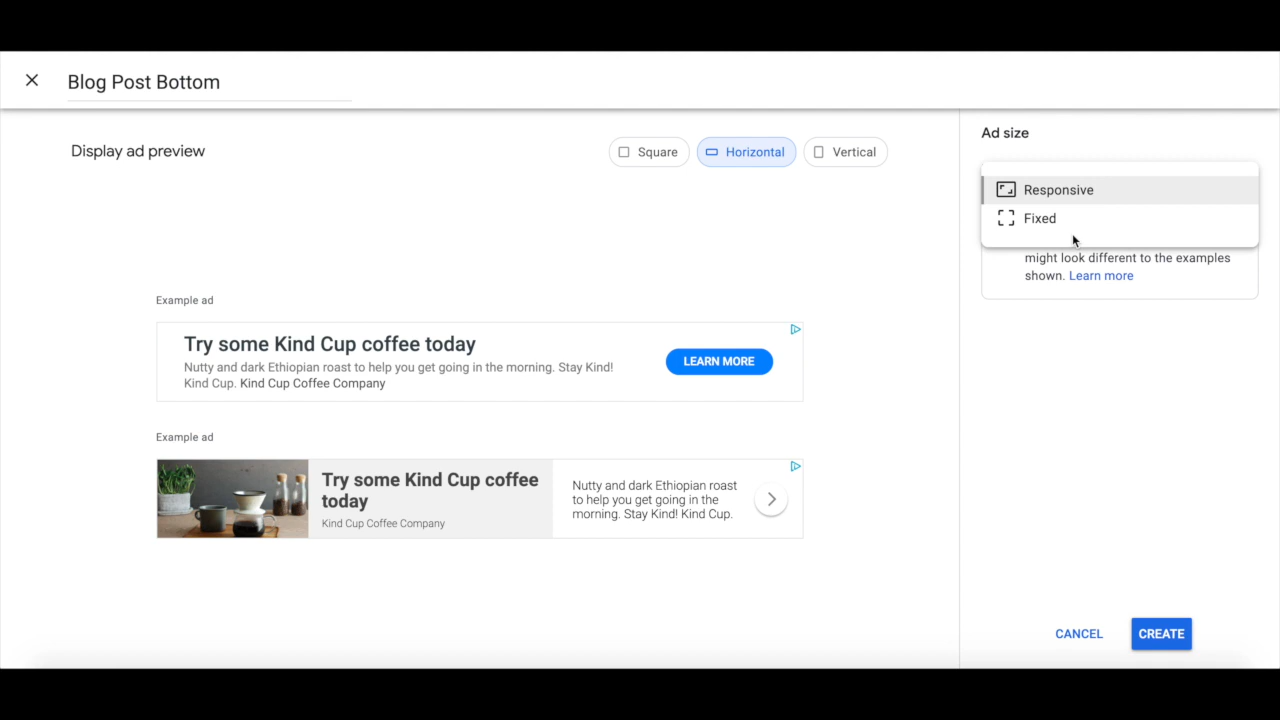 Blog Post Bottom
Display ad preview
Square
Horizontal
Vertical
Ad size
Responsive
Fixed
might look different to the examples
shown. Learn more
Example ad
Try some Kind Cup coffee today
Nutty and dark Ethiopian roast to help you get going in the morning. Stay Kind!
Kind Cup. Kind Cup Coffee Company
LEARN MORE
Example ad
Try some Kind Cup coffee
today
Kind Cup Coffee Company
Nutty and dark Ethiopian roast
to help you get going in the
morning. Stay Kind! Kind Cup.
CANCEL
CREATE